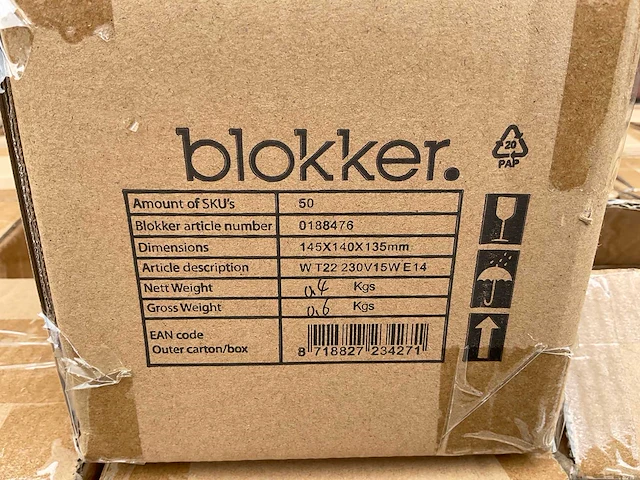 blokker.
20
PAP
Amount of SKU's 50
Blokker article number 0188476
Dimensions 145X140X135mm
Article description W T22 230V15W E14
Nett Weight 0,4 Kgs
Gross Weight 0,6 Kgs
EAN code
Outer carton/box
8 718827 234271